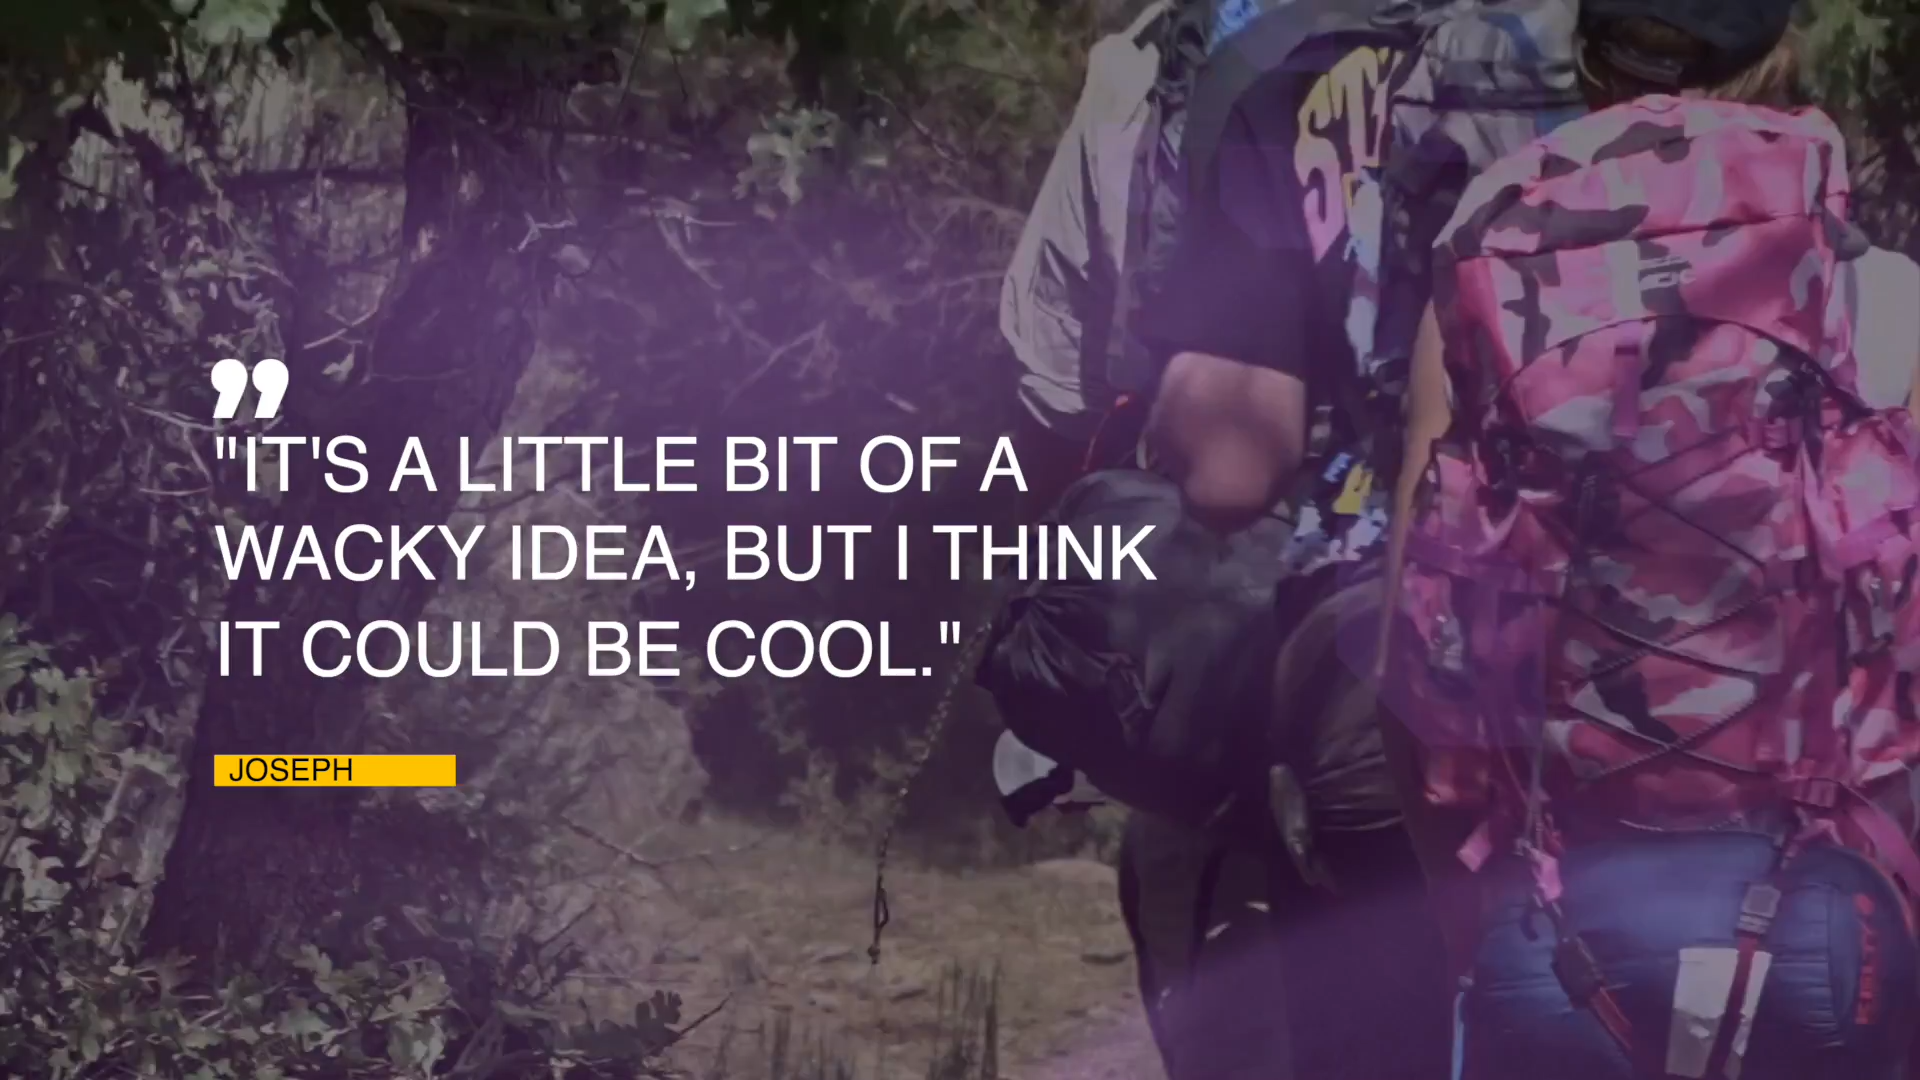 ”
"IT'S A LITTLE BIT OF A
WACKY IDEA, BUT I THINK
IT COULD BE COOL."
JOSEPH